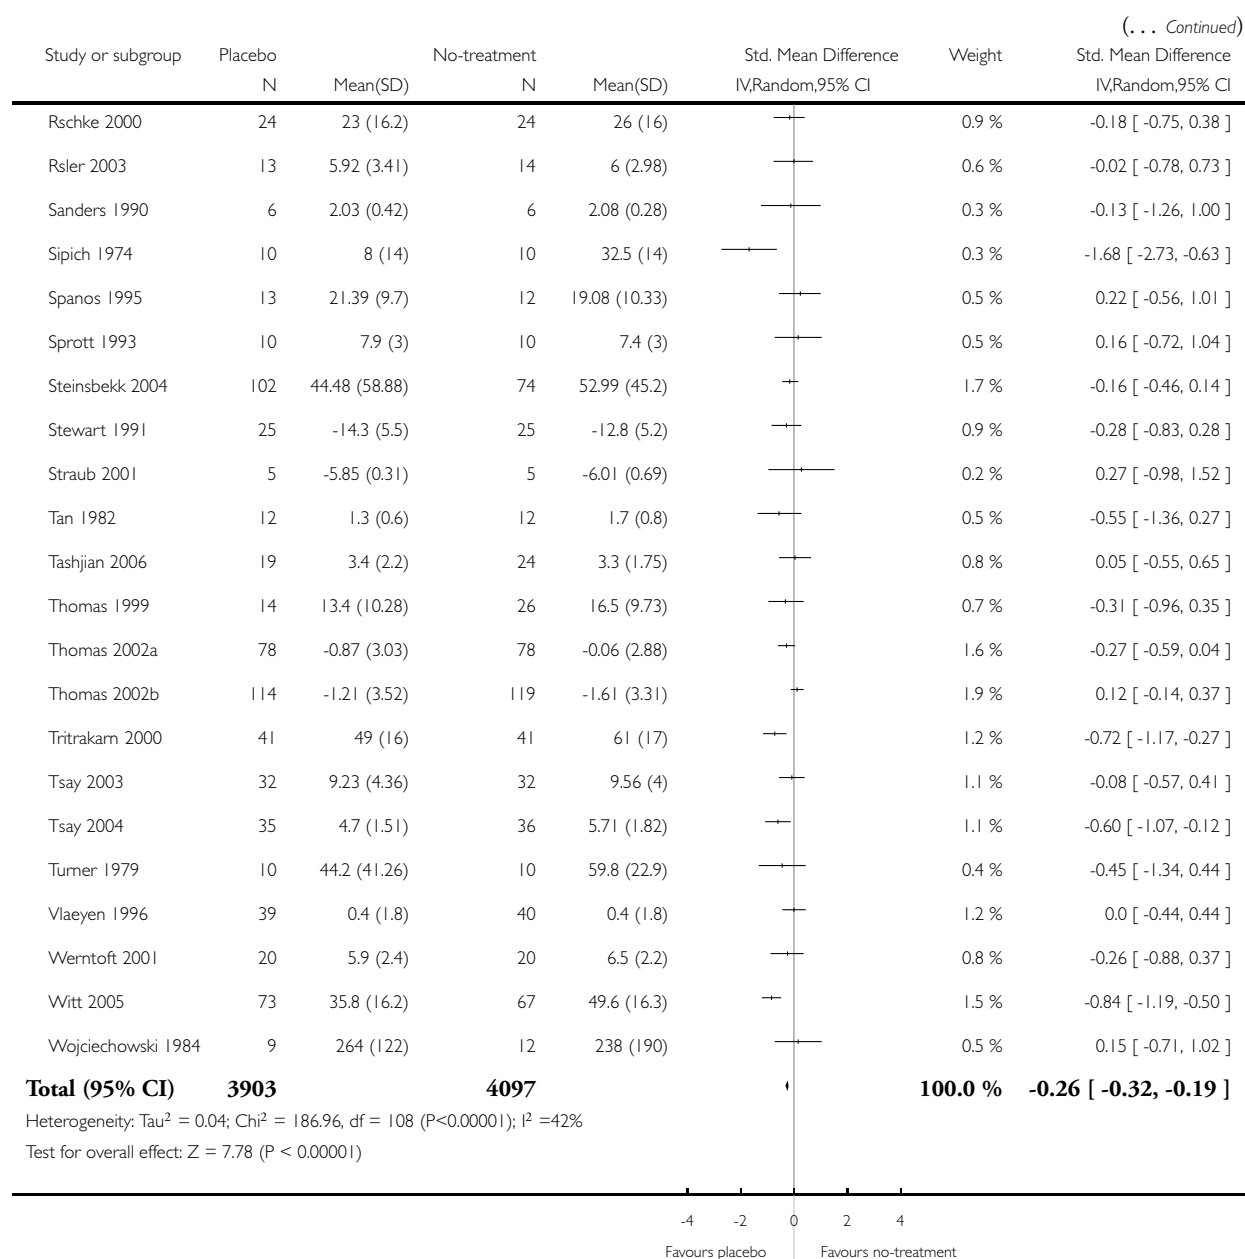 (. . . Continued)
Study or subgroup Placebo No-treatment Std. Mean Difference Weight Std. Mean Difference
N Mean(SD) N Mean(SD) IV,Random,95% CI IV,Random,95% CI
Rschke 2000 24 23 (16.2) 24 26 (16) 0.9 % -0.18 [ -0.75, 0.38 ]
Rsler 2003 13 5.92 (3.41) 14 6 (2.98) 0.6 % -0.02 [ -0.78, 0.73 ]
Sanders 1990 6 2.03 (0.42) 6 2.08 (0.28) 0.3 % -0.13 [ -1.26, 1.00 ]
Sipich 1974 10 8 (14) 10 32.5 (14) 0.3 % -1.68 [ -2.73, -0.63 ]
Spanos 1995 13 21.39 (9.7) 12 19.08 (10.33) 0.5 % 0.22 [ -0.56, 1.01 ]
Sprott 1993 10 7.9 (3) 10 7.4 (3) 0.5 % 0.16 [ -0.72, 1.04 ]
Steinsbekk 2004 102 44.48 (58.88) 74 52.99 (45.2) 1.7 % -0.16 [ -0.46, 0.14 ]
Stewart 1991 25 -14.3 (5.5) 25 -12.8 (5.2) 0.9 % -0.28 [ -0.83, 0.28 ]
Straub 2001 5 -5.85 (0.31) 5 -6.01 (0.69) 0.2 % 0.27 [ -0.98, 1.52 ]
Tan 1982 12 1.3 (0.6) 12 1.7 (0.8) 0.5 % -0.55 [ -1.36, 0.27 ]
Tashjian 2006 19 3.4 (2.2) 24 3.3 (1.75) 0.8 % 0.05 [ -0.55, 0.65 ]
Thomas 1999 14 13.4 (10.28) 26 16.5 (9.73) 0.7 % -0.31 [ -0.96, 0.35 ]
Thomas 2002a 78 -0.87 (3.03) 78 -0.06 (2.88) 1.6 % -0.27 [ -0.59, 0.04 ]
Thomas 2002b 114 -1.21 (3.52) 119 -1.61 (3.31) 1.9 % 0.12 [ -0.14, 0.37 ]
Tritrakarn 2000 41 49 (16) 41 61 (17) 1.2 % -0.72 [ -1.17, -0.27 ]
Tsay 2003 32 9.23 (4.36) 32 9.56 (4) 1.1 % -0.08 [ -0.57, 0.41 ]
Tsay 2004 35 4.7 (1.51) 36 5.71 (1.82) 1.1 % -0.60 [ -1.07, -0.12 ]
Turner 1979 10 44.2 (41.26) 10 59.8 (22.9) 0.4 % -0.45 [ -1.34, 0.44 ]
Vlaeyen 1996 39 0.4 (1.8) 40 0.4 (1.8) 1.2 % 0.0 [ -0.44, 0.44 ]
Werntoft 2001 20 5.9 (2.4) 20 6.5 (2.2) 0.8 % -0.26 [ -0.88, 0.37 ]
Witt 2005 73 35.8 (16.2) 67 49.6 (16.3) 1.5 % -0.84 [ -1.19, -0.50 ]
Wojciechowski 1984 9 264 (122) 12 238 (190) 0.5 % 0.15 [ -0.71, 1.02 ]
Total (95% CI) 3903 4097 100.0 % -0.26 [ -0.32, -0.19 ]
Heterogeneity: Tau² = 0.04; Chi² = 186.96, df = 108 (P<0.00001); I² =42%
Test for overall effect: Z = 7.78 (P < 0.00001)
-4 -2 0 2 4
Favours placebo Favours no-treatment